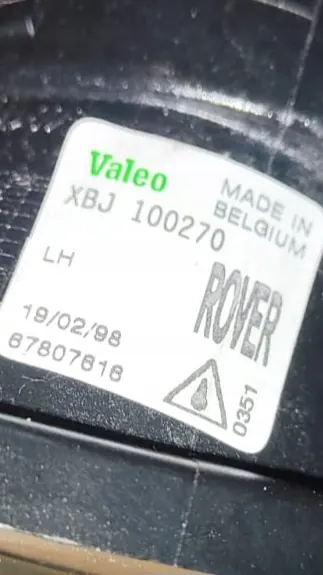 Valeo
MADE IN
BELGIUM
XBJ 100270
LH
ROVER
19/02/98
67807616
0351